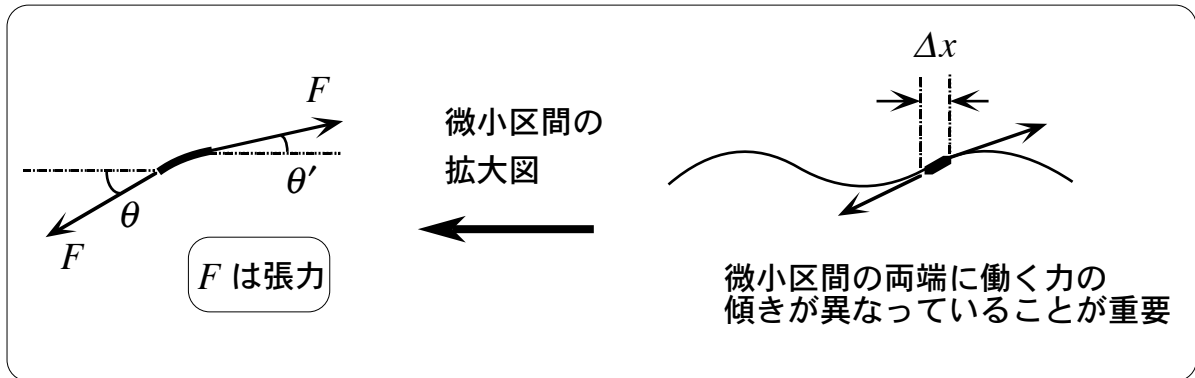 F
θ′
θ
F
F は張力
微小区間の
拡大図
Δx
微小区間の両端に働く力の
傾きが異なっていることが重要